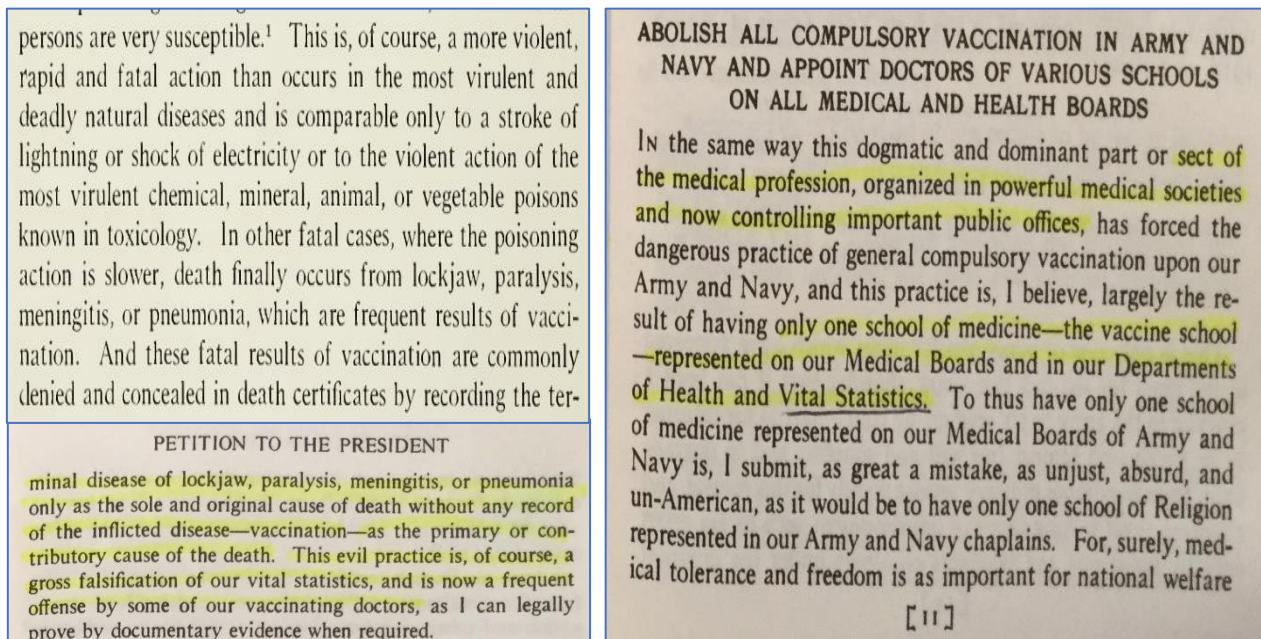 persons are very susceptible.¹ This is, of course, a more violent,
rapid and fatal action than occurs in the most virulent and
deadly natural diseases and is comparable only to a stroke of
lightning or shock of electricity or to the violent action of the
most virulent chemical, mineral, animal, or vegetable poisons
known in toxicology. In other fatal cases, where the poisoning
action is slower, death finally occurs from lockjaw, paralysis,
meningitis, or pneumonia, which are frequent results of vacci-
nation. And these fatal results of vaccination are commonly
denied and concealed in death certificates by recording the ter-
PETITION TO THE PRESIDENT
minal disease of lockjaw, paralysis, meningitis, or pneumonia
only as the sole and original cause of death without any record
of the inflicted disease—vaccination—as the primary or con-
tributory cause of the death. This evil practice is, of course, a
gross falsification of our vital statistics, and is now a frequent
offense by some of our vaccinating doctors, as I can legally
prove by documentary evidence when required.
ABOLISH ALL COMPULSORY VACCINATION IN ARMY AND
NAVY AND APPOINT DOCTORS OF VARIOUS SCHOOLS
ON ALL MEDICAL AND HEALTH BOARDS
IN the same way this dogmatic and dominant part or sect of
the medical profession, organized in powerful medical societies
and now controlling important public offices, has forced the
dangerous practice of general compulsory vaccination upon our
Army and Navy, and this practice is, I believe, largely the re-
sult of having only one school of medicine—the vaccine school
—represented on our Medical Boards and in our Departments
of Health and Vital Statistics. To thus have only one school
of medicine represented on our Medical Boards of Army and
Navy is, I submit, as great a mistake, as unjust, absurd, and
un-American, as it would be to have only one school of Religion
represented in our Army and Navy chaplains. For, surely, med-
ical tolerance and freedom is as important for national welfare
[11]